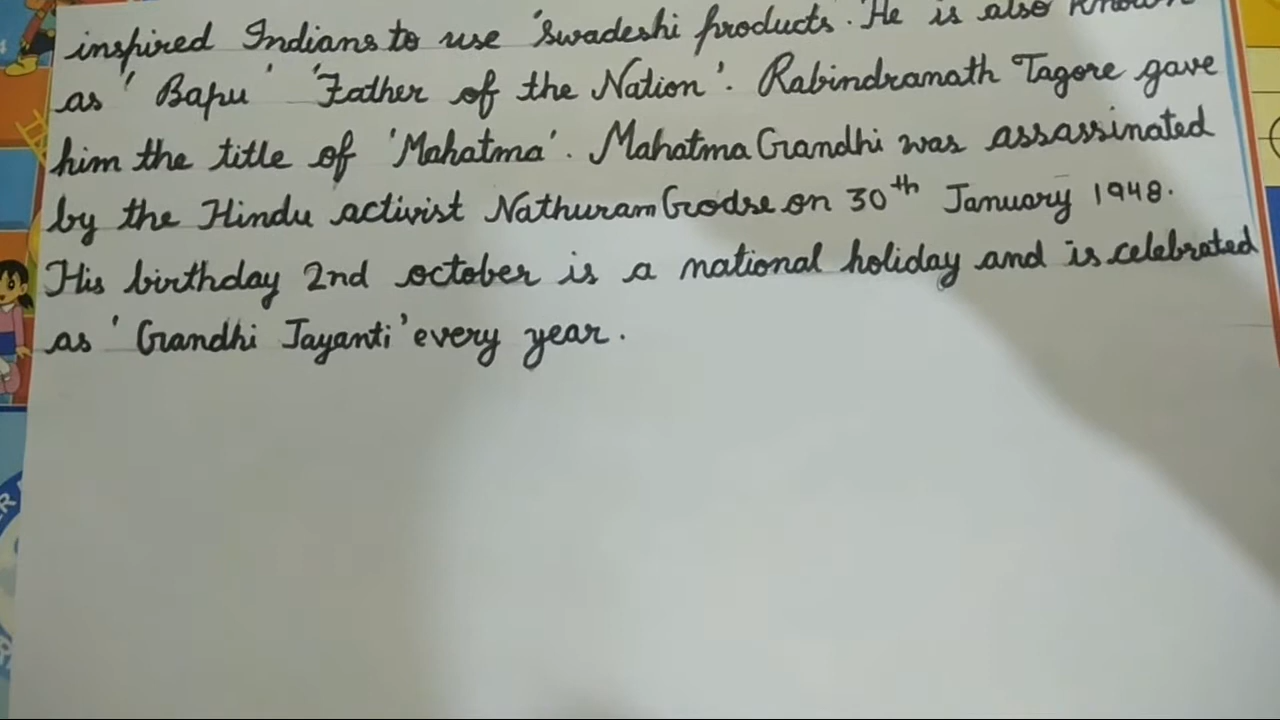 inspired Indians to use 'Swadeshi products. He is also known
as 'Bapu' 'Father of the Nation'. Rabindranath Tagore gave
him the title of 'Mahatma'. Mahatma Gandhi was assassinated
by the Hindu activist Nathuram Godse on 30th January 1948.
His birthday 2nd october is a national holiday and is celebrated
as 'Gandhi Jayanti' every year.